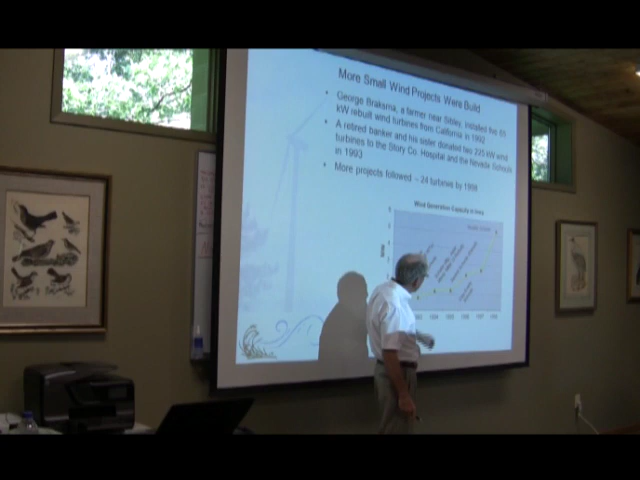 More Small Wind Projects Were Build
• George Braksma, a farmer near Sibley, installed five 65
kW rebuilt wind turbines from California in 1992
• A retired banker and his sister donated two 225 kW wind
turbines to the Story Co. Hospital and the Nevada Schools
in 1993
• More projects followed – 24 turbines by 1998
Wind Generation Capacity in Iowa